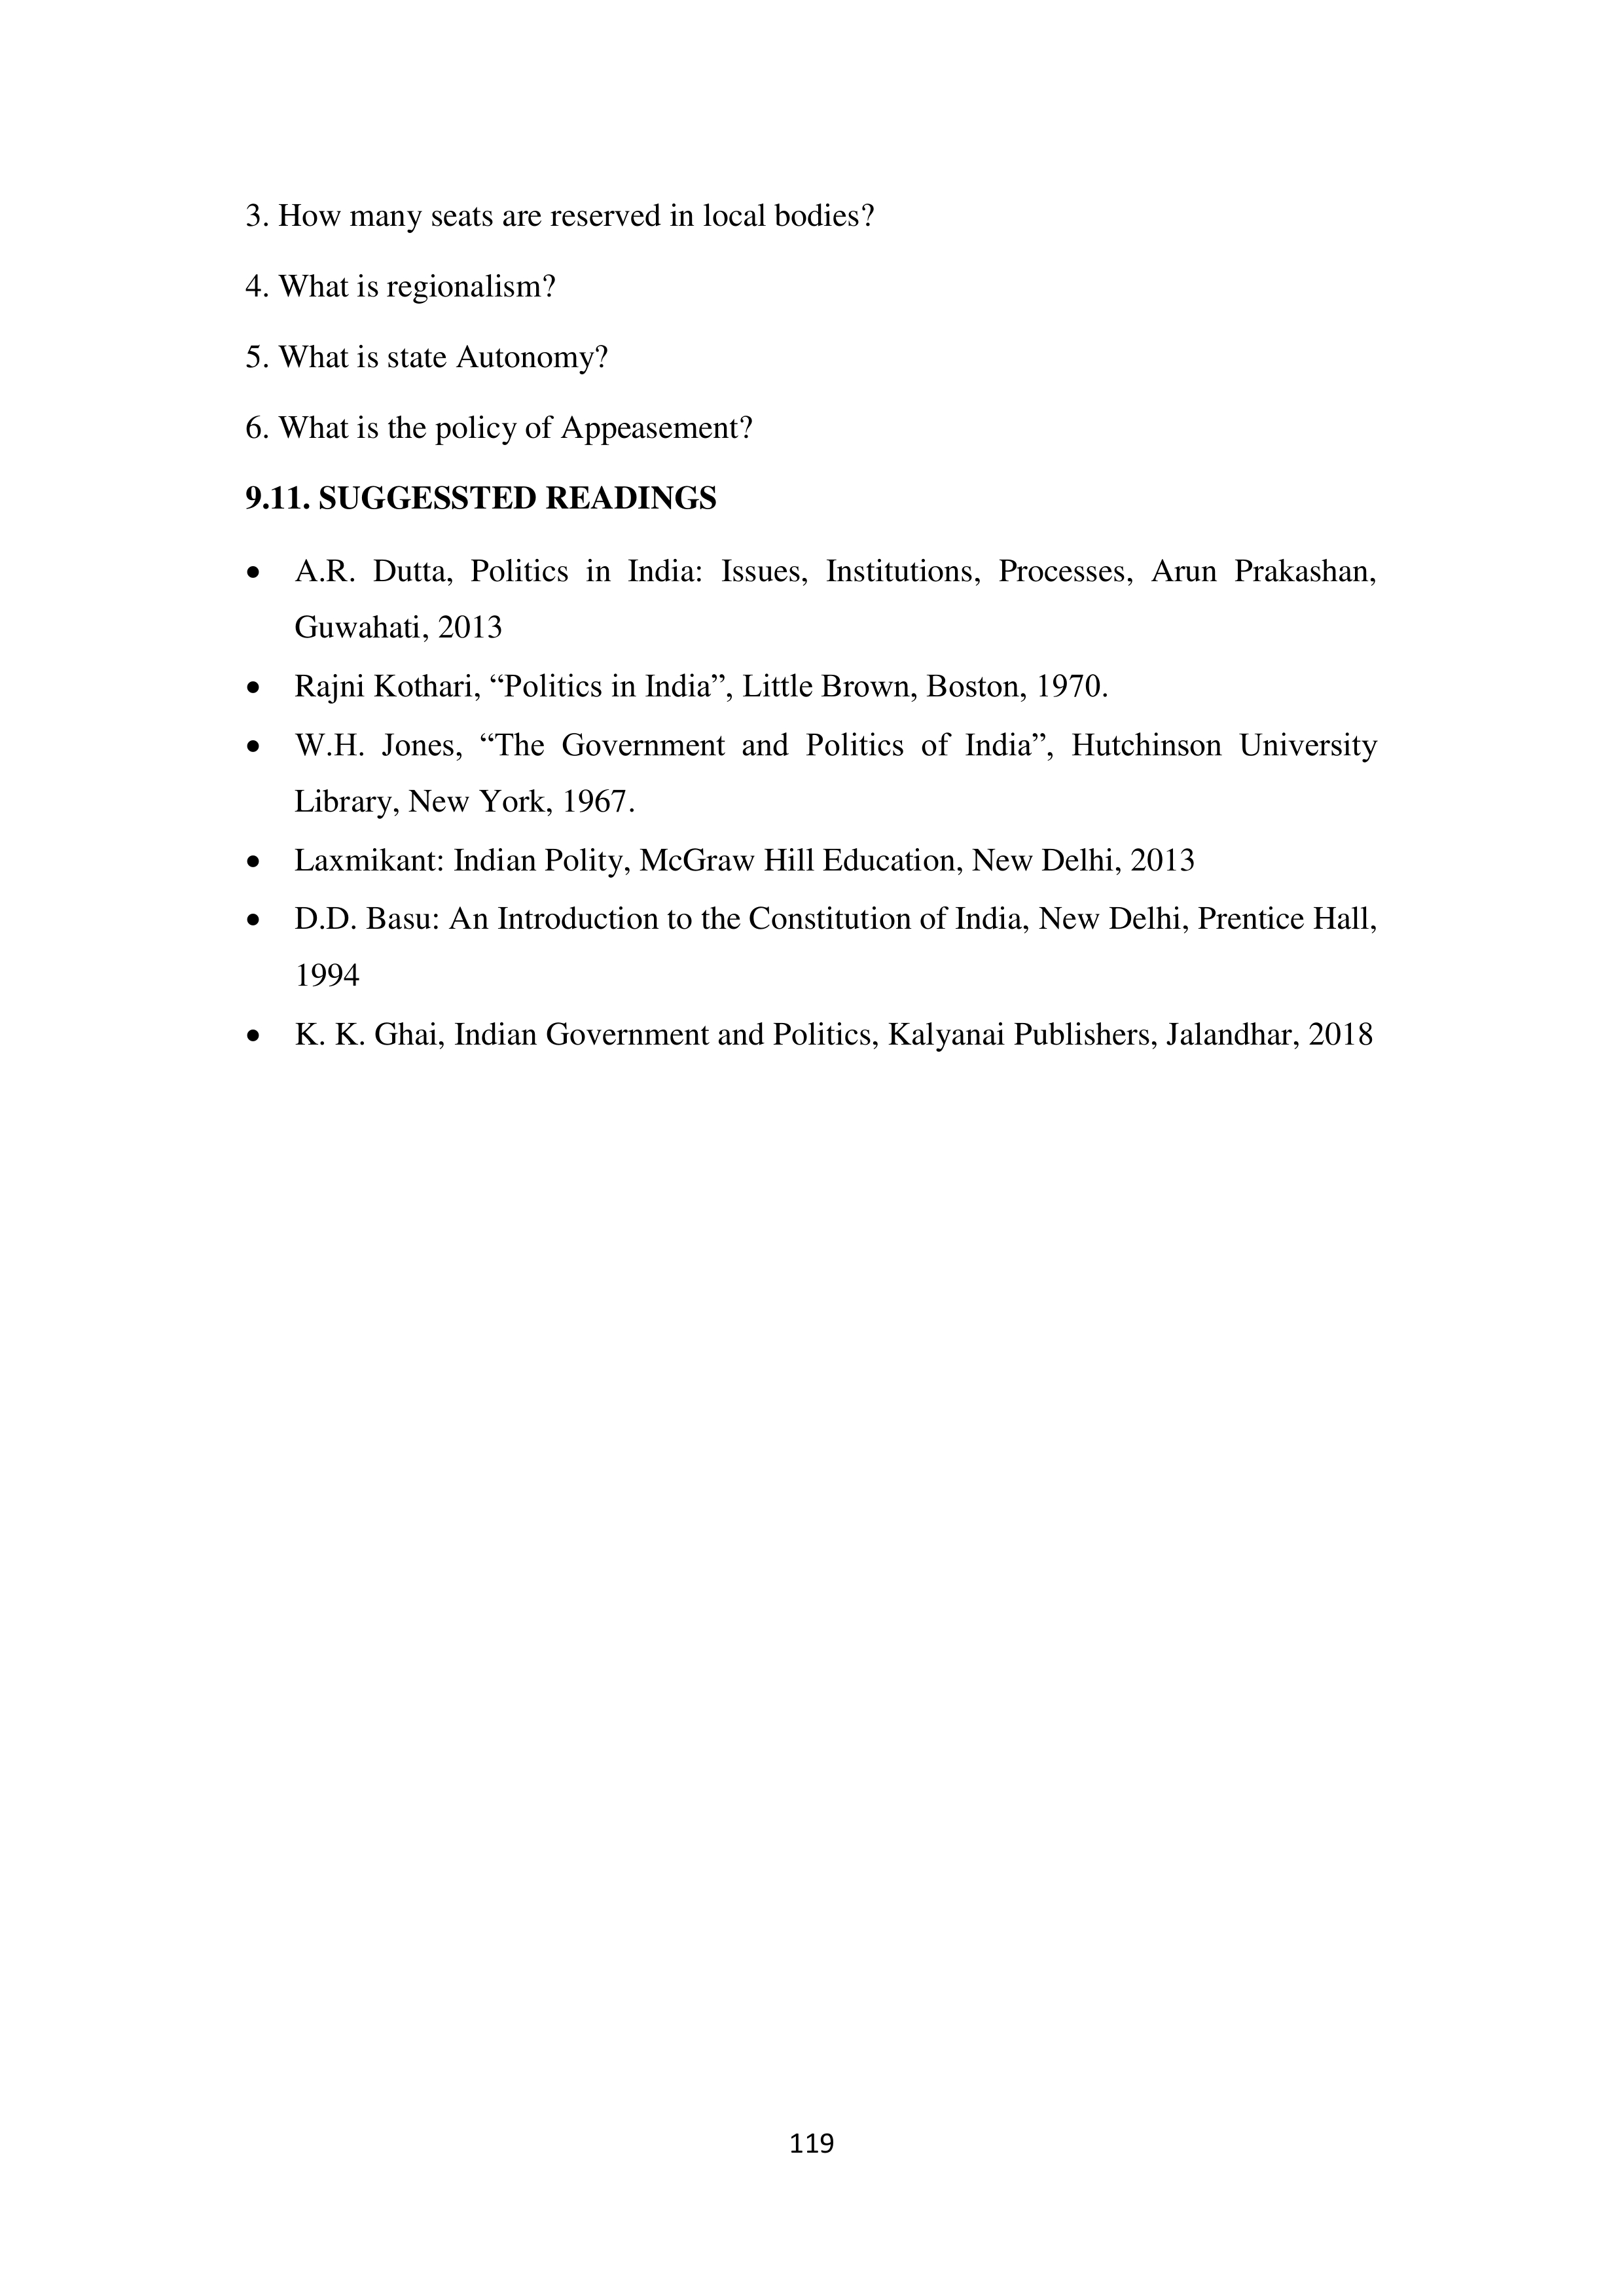 3. How many seats are reserved in local bodies?
4. What is regionalism?
5. What is state Autonomy?
6. What is the policy of Appeasement?
9.11. SUGGESSTED READINGS
• A.R. Dutta, Politics in India: Issues, Institutions, Processes, Arun Prakashan,
Guwahati, 2013
• Rajni Kothari, “Politics in India”, Little Brown, Boston, 1970.
• W.H. Jones, “The Government and Politics of India”, Hutchinson University
Library, New York, 1967.
• Laxmikant: Indian Polity, McGraw Hill Education, New Delhi, 2013
• D.D. Basu: An Introduction to the Constitution of India, New Delhi, Prentice Hall,
1994
• K. K. Ghai, Indian Government and Politics, Kalyanai Publishers, Jalandhar, 2018
119